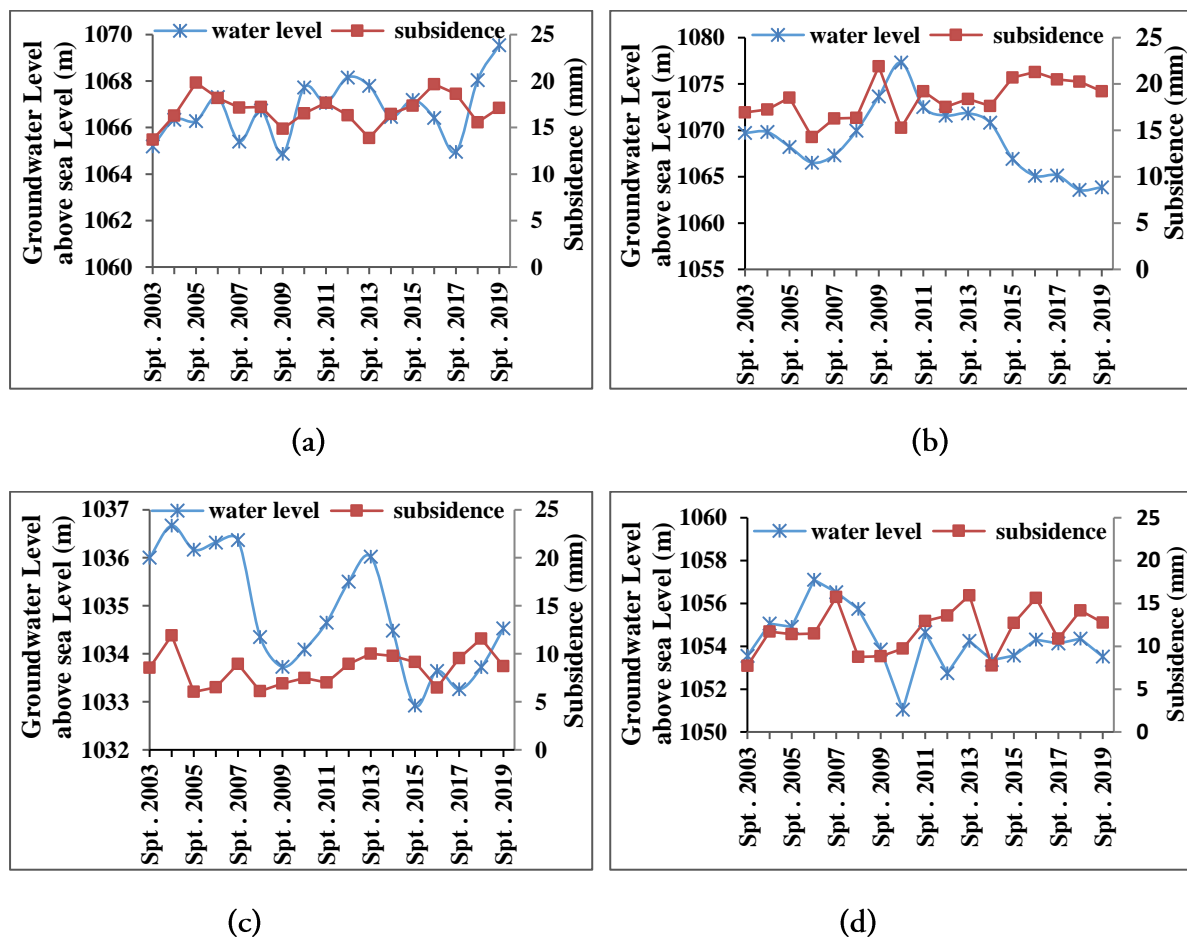 water level
subsidence
1070
1068
1066
1064
1062
1060
25
20
15
10
5
0
Groundwater Level
above sea Level (m)
Subsidence (mm)
Spt . 2003
Spt . 2005
Spt . 2007
Spt . 2009
Spt . 2011
Spt . 2013
Spt . 2015
Spt . 2017
Spt . 2019
(a)
water level
subsidence
1080
1075
1070
1065
1060
1055
25
20
15
10
5
0
Groundwater Level
above sea Level (m)
Subsidence (mm)
Spt . 2003
Spt . 2005
Spt . 2007
Spt . 2009
Spt . 2011
Spt . 2013
Spt . 2015
Spt . 2017
Spt . 2019
(b)
water level
subsidence
1037
1036
1035
1034
1033
1032
25
20
15
10
5
0
Groundwater Level
above sea Level (m)
Subsidence (mm)
Spt . 2003
Spt . 2005
Spt . 2007
Spt . 2009
Spt . 2011
Spt . 2013
Spt . 2015
Spt . 2017
Spt . 2019
(c)
water level
subsidence
1060
1058
1056
1054
1052
1050
25
20
15
10
5
0
Groundwater Level
above sea Level (m)
Subsidence (mm)
Spt . 2003
Spt . 2005
Spt . 2007
Spt . 2009
Spt . 2011
Spt . 2013
Spt . 2015
Spt . 2017
Spt . 2019
(d)